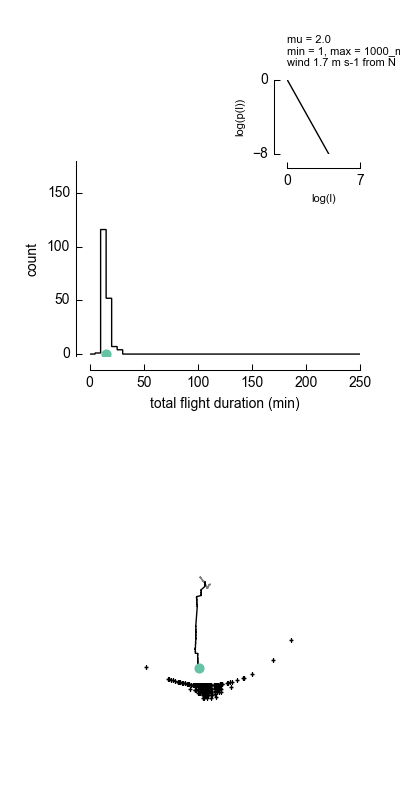 mu = 2.0
min = 1, max = 1000_m
wind 1.7 m s-1 from N
0
log(p(l))
−8
0 7
log(l)
150
100
count
50
0
0 50 100 150 200 250
total flight duration (min)